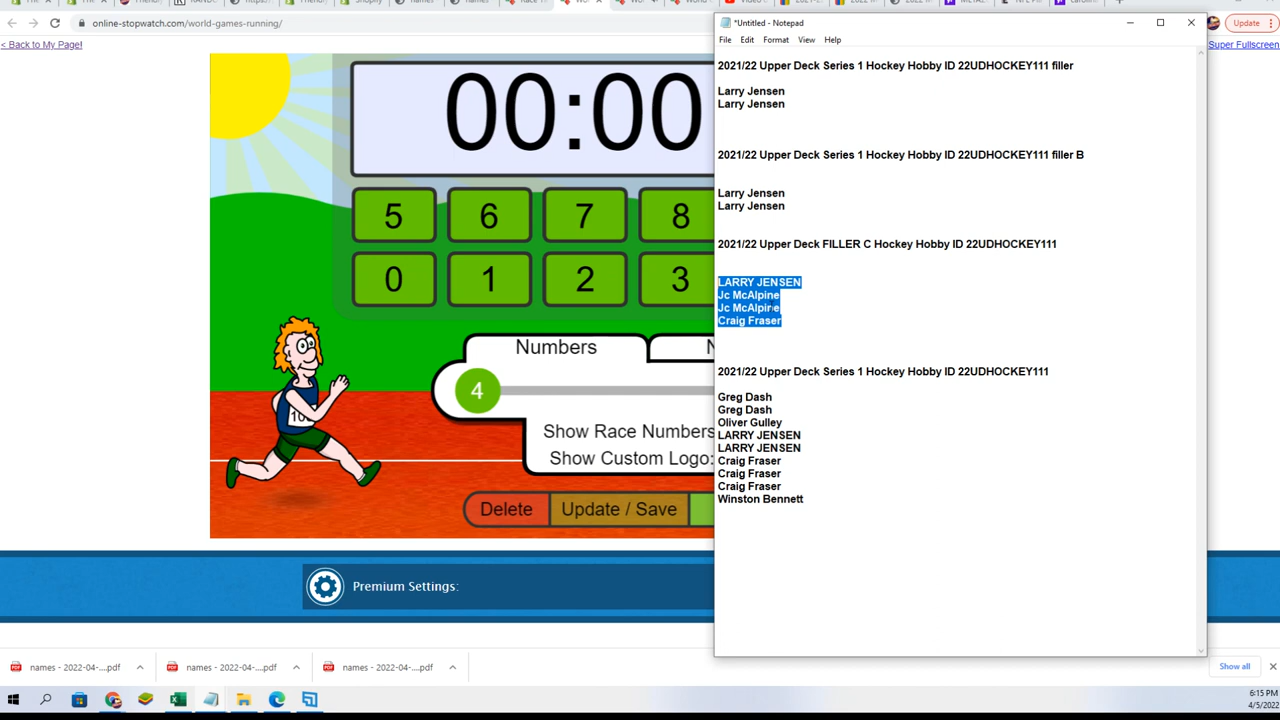 online-stopwatch.com/world-games-running/
Update
< Back to My Page!
Super Fullscreen
00:00
5 6 7 8
0 1 2 3
Numbers
4
Show Race Numbers
Show Custom Logo:
Delete Update / Save
Premium Settings:
*Untitled - Notepad
File Edit Format View Help
2021/22 Upper Deck Series 1 Hockey Hobby ID 22UDHOCKEY111 filler
Larry Jensen
Larry Jensen
2021/22 Upper Deck Series 1 Hockey Hobby ID 22UDHOCKEY111 filler B
Larry Jensen
Larry Jensen
2021/22 Upper Deck FILLER C Hockey Hobby ID 22UDHOCKEY111
LARRY JENSEN
Jc McAlpine
Jc McAlpine
Craig Fraser
2021/22 Upper Deck Series 1 Hockey Hobby ID 22UDHOCKEY111
Greg Dash
Greg Dash
Oliver Gulley
LARRY JENSEN
LARRY JENSEN
Craig Fraser
Craig Fraser
Craig Fraser
Winston Bennett
names - 2022-04-....pdf names - 2022-04-....pdf names - 2022-04-....pdf Show all
6:15 PM
4/5/2022